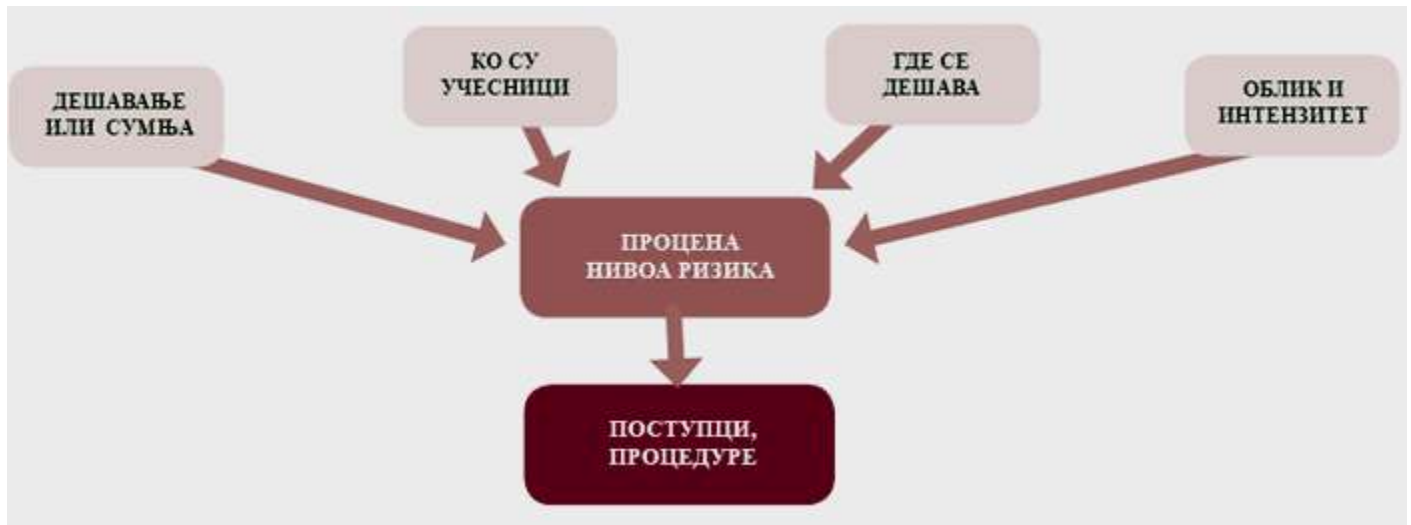 ДЕШАВАЊЕ
ИЛИ СУМЊА
КО СУ
УЧЕСНИЦИ
ГДЕ СЕ
ДЕШАВА
ОБЛИК И
ИНТЕНЗИТЕТ
ПРОЦЕНА
НИВОА РИЗИКА
ПОСТУПЦИ,
ПРОЦЕДУРЕ